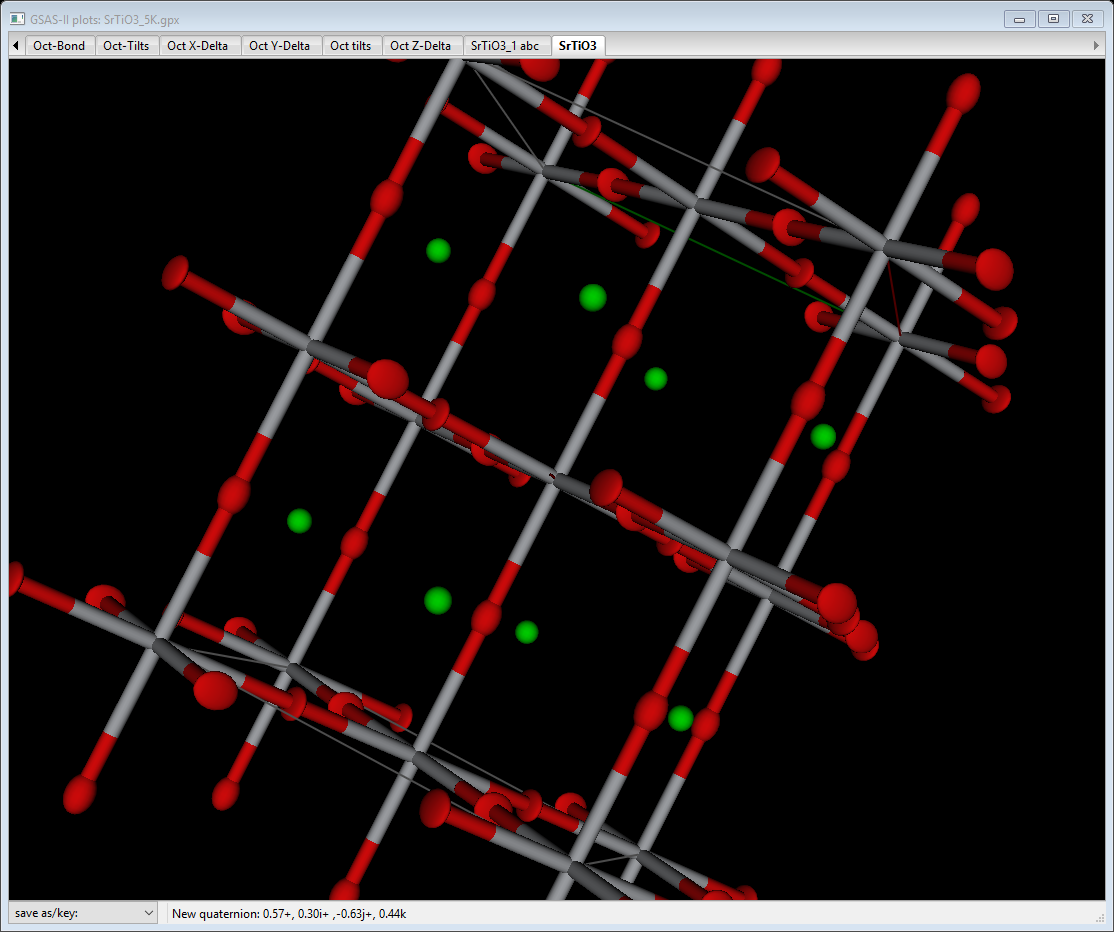 GSAS-II plots: SrTiO3_5K.gpx
Oct-Bond Oct-Tilts Oct X-Delta Oct Y-Delta Oct tilts Oct Z-Delta SrTiO3_1 abc SrTiO3
save as/key: New quaternion: 0.57+, 0.30i+ ,-0.63j+, 0.44k